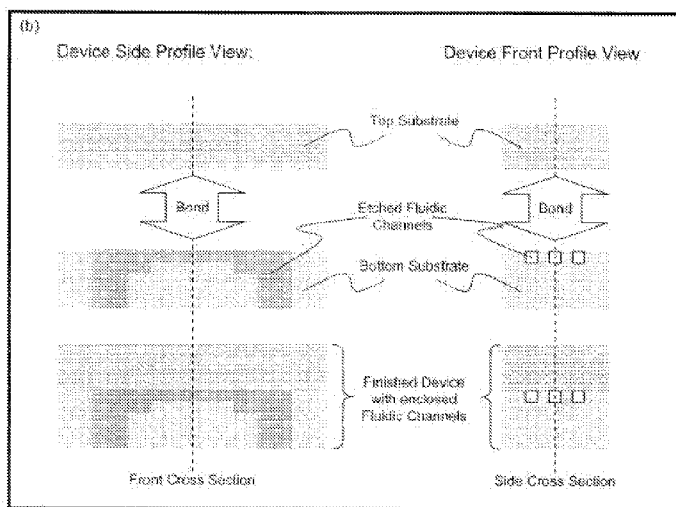 (b)
Device Side Profile View:
Device Front Profile View
Top Substrate
Bond
Bond
Etched Fluidic
Channels
Bottom Substrate
Finished Device
with enclosed
Fluidic Channels
Front Cross Section
Side Cross Section